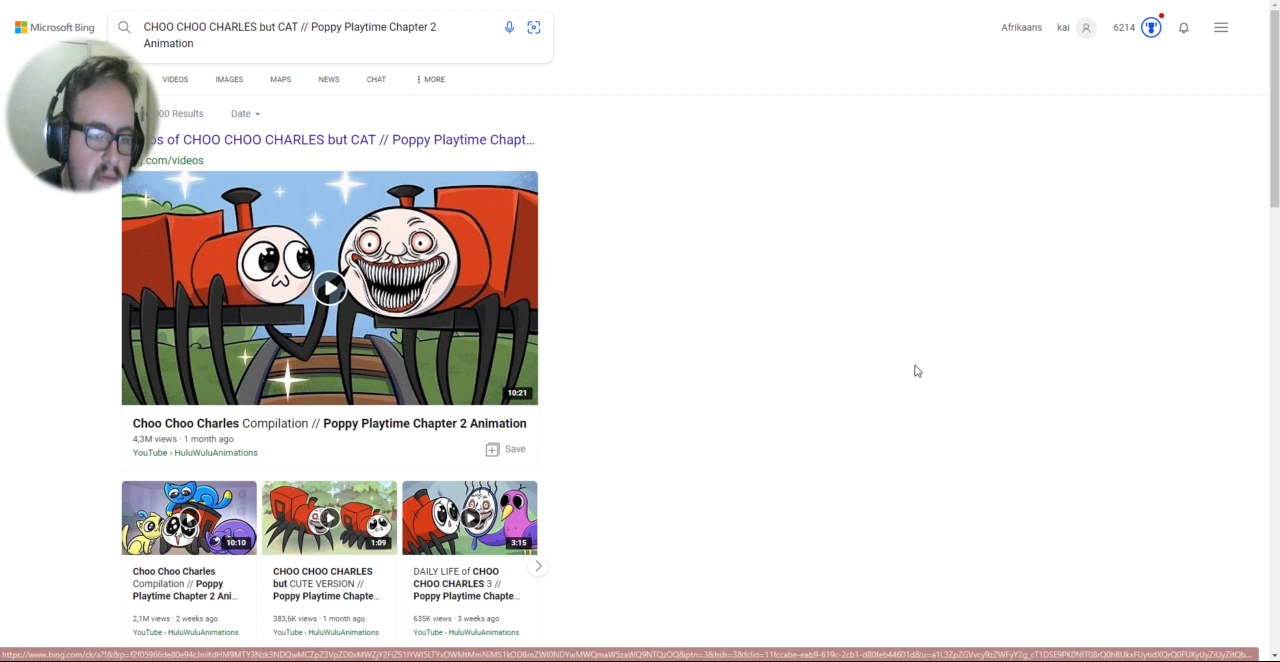 Microsoft Bing
CHOO CHOO CHARLES but CAT // Poppy Playtime Chapter 2
Animation
Afrikaans
kai
6214
VIDEOS
IMAGES
MAPS
NEWS
CHAT
MORE
000 Results
Date
os of CHOO CHOO CHARLES but CAT // Poppy Playtime Chapt...
.com/videos
10:21
Choo Choo Charles Compilation // Poppy Playtime Chapter 2 Animation
4,3M views · 1 month ago
YouTube › HuluWuluAnimations
Save
10:10
1:09
3:15
Choo Choo Charles
Compilation // Poppy
Playtime Chapter 2 Ani...
2,1M views · 2 weeks ago
YouTube › HuluWuluAnimations
CHOO CHOO CHARLES
but CUTE VERSION //
Poppy Playtime Chapte...
383,6K views · 1 month ago
YouTube › HuluWuluAnimations
DAILY LIFE of CHOO
CHOO CHARLES 3 //
Poppy Playtime Chapte...
635K views · 3 weeks ago
YouTube › HuluWuluAnimations